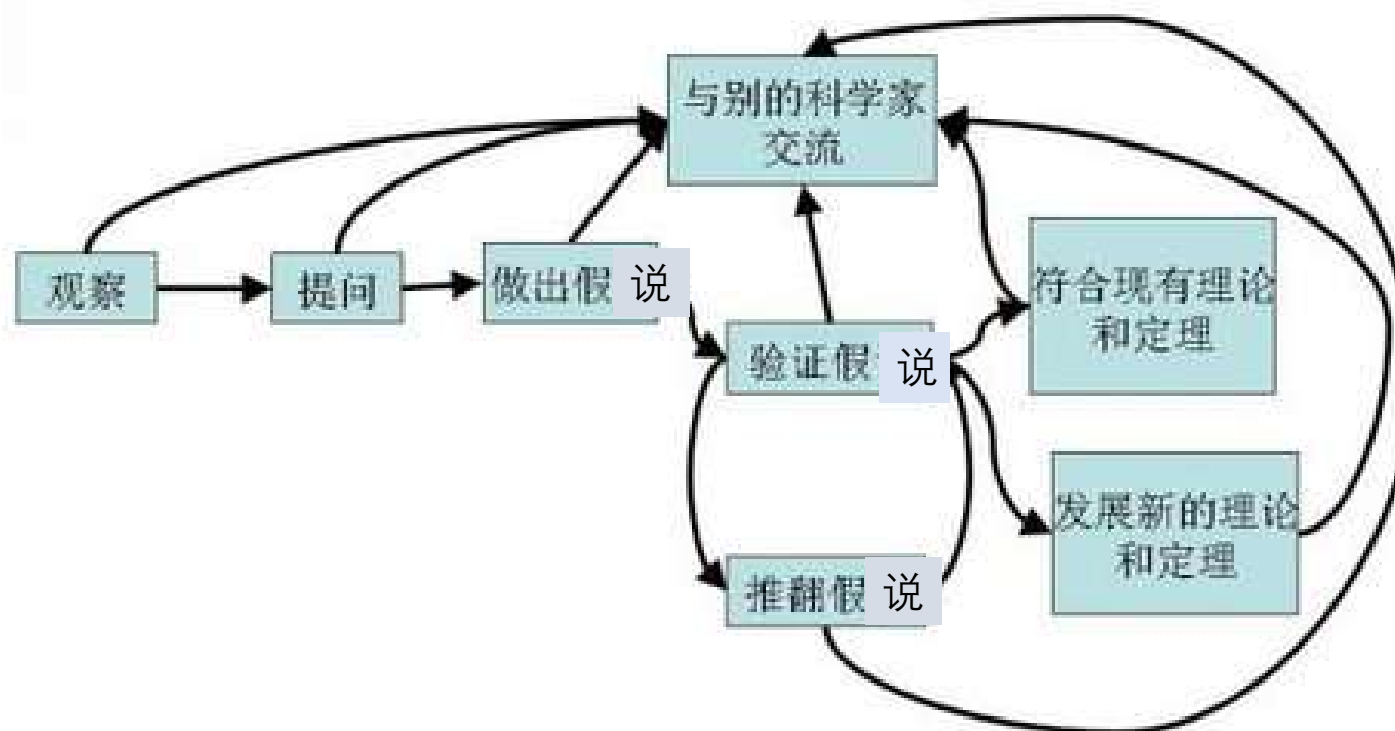 与别的科学家
交流
观察
提问
做出假说
验证假说
符合现有理论
和定理
发展新的理论
和定理
推翻假说